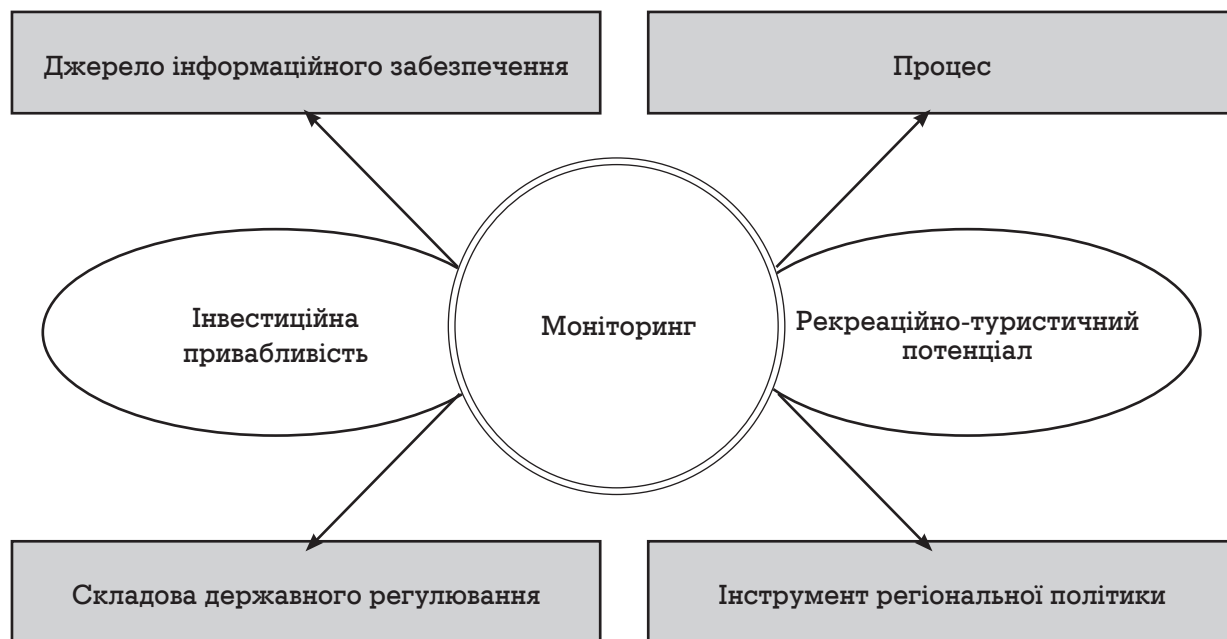 Джерело інформаційного забезпечення
Процес
Інвестиційна
привабливість
Моніторинг
Рекреаційно-туристичний
потенціал
Складова державного регулювання
Інструмент регіональної політики